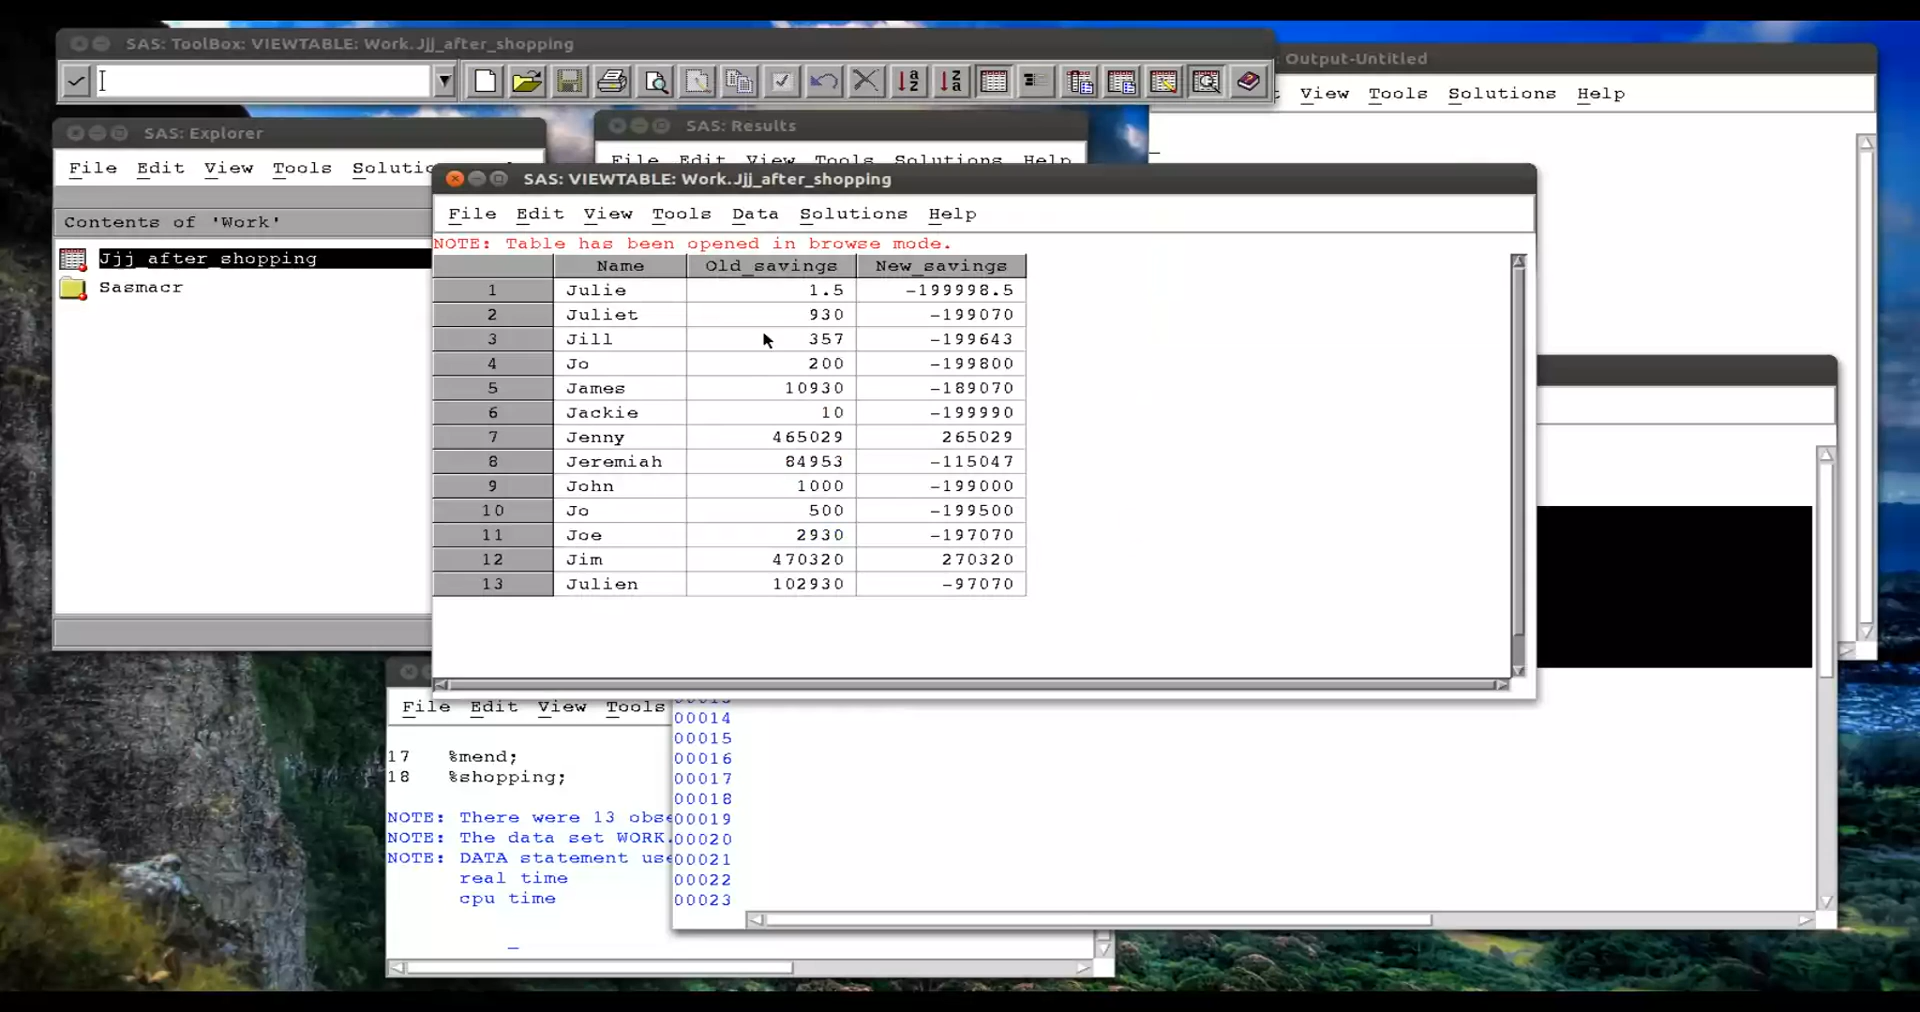 SAS: ToolBox: VIEWTABLE: Work.Jjj_after_shopping
Output-Untitled
View Tools Solutions Help
SAS: Explorer
File Edit View Tools
Contents of 'Work'
Jjj_after_shopping
Sasmacr
SAS: Results
File Edit View Tools Solutions Help
SAS: VIEWTABLE: Work.Jjj_after_shopping
File Edit View Tools Data Solutions Help
NOTE: Table has been opened in browse mode.
Name Old_savings New_savings
1 Julie 1.5 -199998.5
2 Juliet 930 -199070
3 Jill 357 -199643
4 Jo 200 -199800
5 James 10930 -189070
6 Jackie 10 -199990
7 Jenny 465029 265029
8 Jeremiah 84953 -115047
9 John 1000 -199000
10 Jo 500 -199500
11 Joe 2930 -197070
12 Jim 470320 270320
13 Julien 102930 -97070
File Edit View Tools
17 %mend;
18 %shopping;
NOTE: There were 13
NOTE: The data set WORK.
NOTE: DATA statement
real time
cpu time
00014
00015
00016
00017
00018
00019
00020
00021
00022
00023